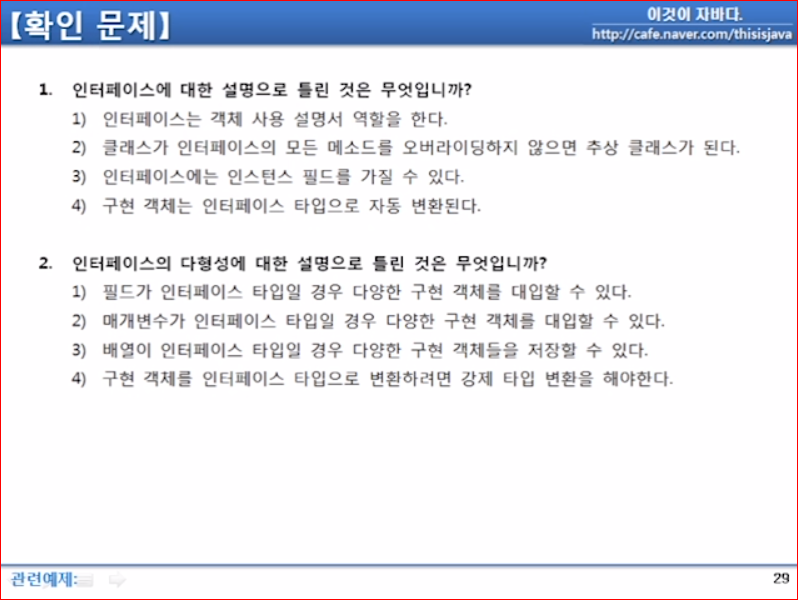 【확인 문제】
이것이 자바다.
http://cafe.naver.com/thisisjava
1. 인터페이스에 대한 설명으로 틀린 것은 무엇입니까?
1) 인터페이스는 객체 사용 설명서 역할을 한다.
2) 클래스가 인터페이스의 모든 메소드를 오버라이딩하지 않으면 추상 클래스가 된다.
3) 인터페이스에는 인스턴스 필드를 가질 수 있다.
4) 구현 객체는 인터페이스 타입으로 자동 변환된다.
2. 인터페이스의 다형성에 대한 설명으로 틀린 것은 무엇입니까?
1) 필드가 인터페이스 타입일 경우 다양한 구현 객체를 대입할 수 있다.
2) 매개변수가 인터페이스 타입일 경우 다양한 구현 객체를 대입할 수 있다.
3) 배열이 인터페이스 타입일 경우 다양한 구현 객체들을 저장할 수 있다.
4) 구현 객체를 인터페이스 타입으로 변환하려면 강제 타입 변환을 해야한다.
관련예제:
29